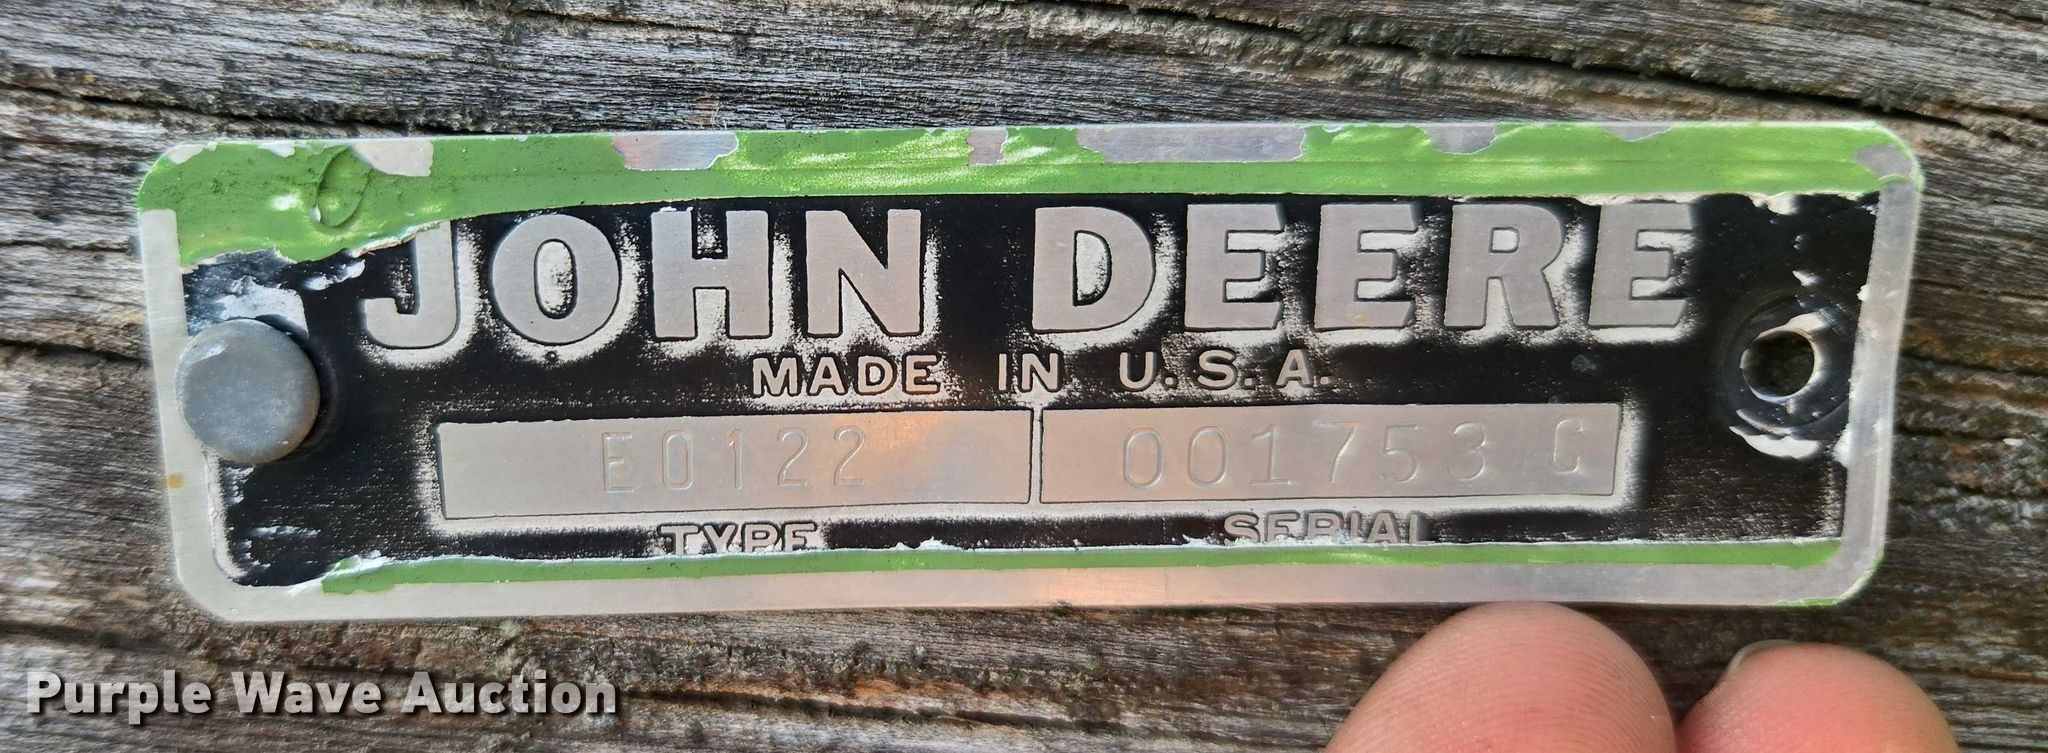 JOHN DEERE
MADE IN U.S.A.
E0122 001753 C
TYPE SERIAL
Purple Wave Auction